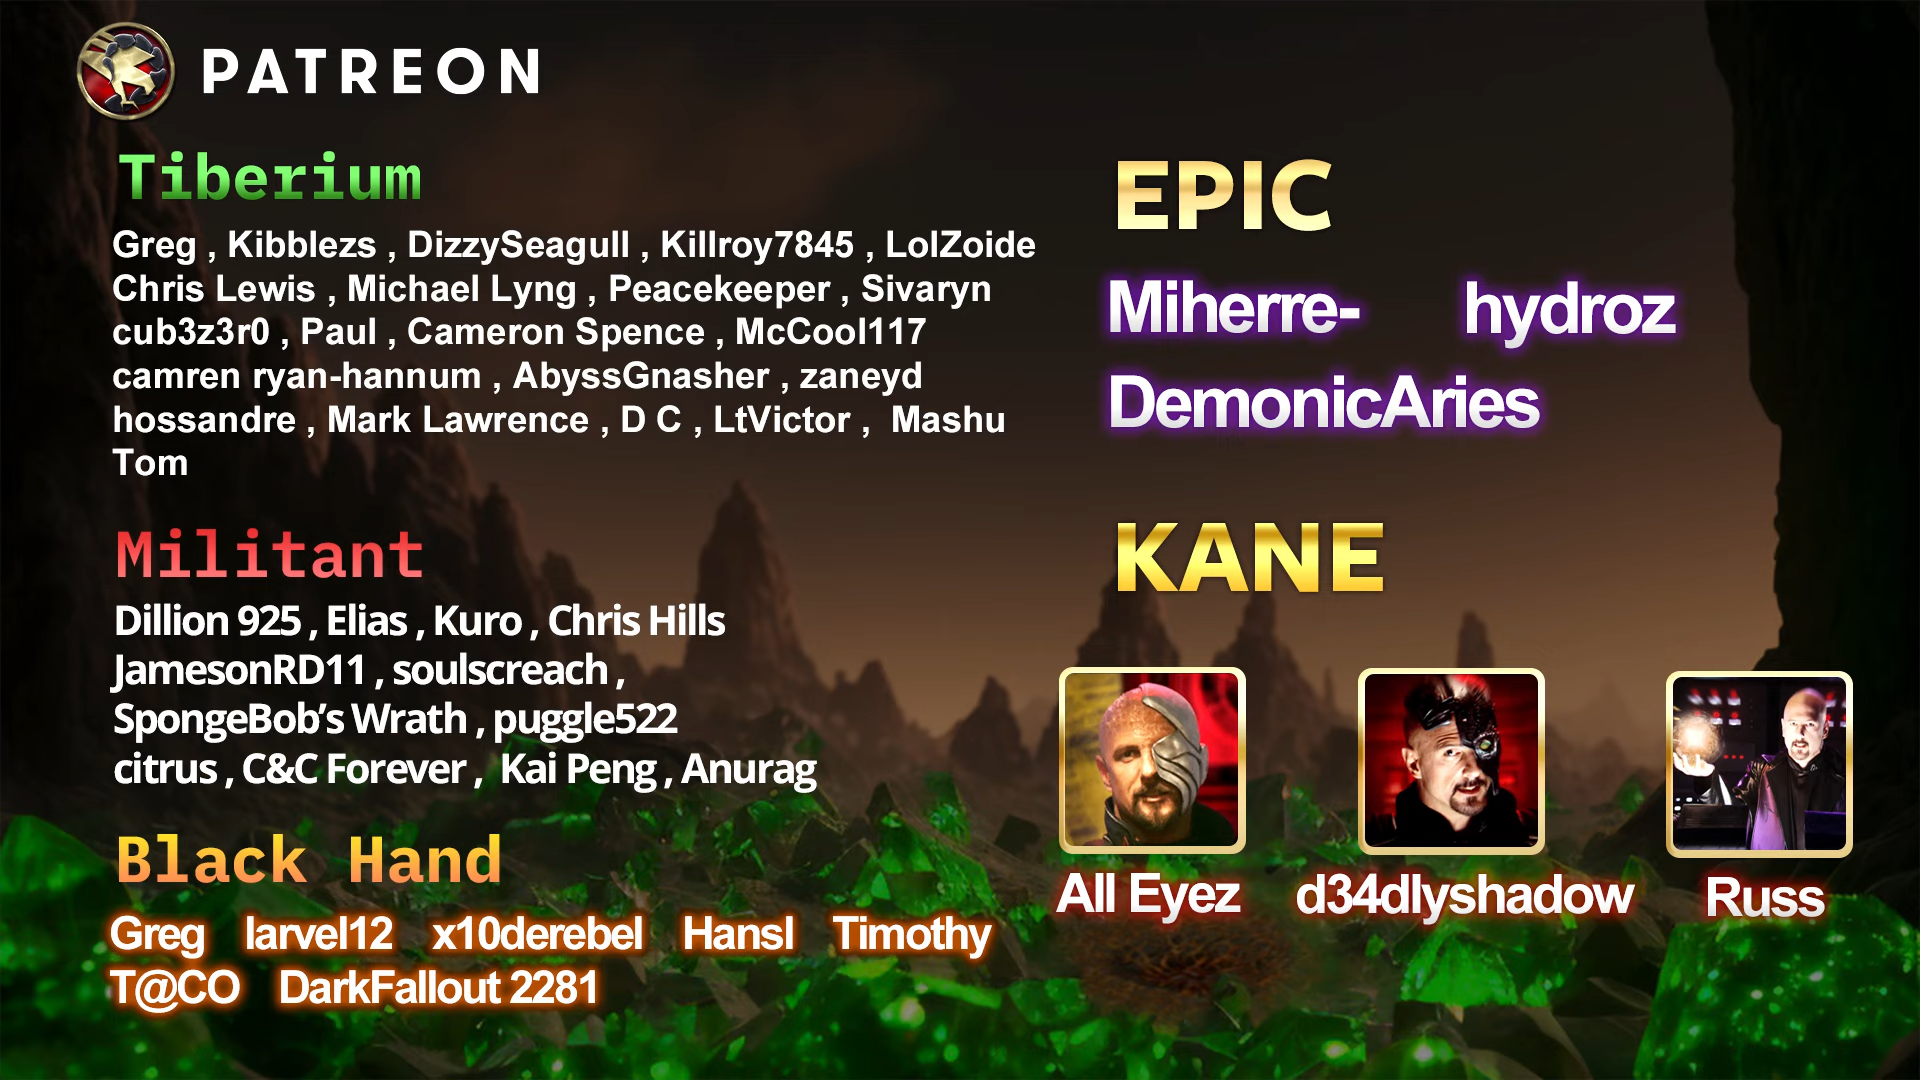 PATREON
Tiberium
Greg , Kibblezs , DizzySeagull , Killroy7845 , LolZoide
Chris Lewis , Michael Lyng , Peacekeeper , Sivaryn
cub3z3r0 , Paul , Cameron Spence , McCool117
camren ryan-hannum , AbyssGnasher , zaneyd
hossandre , Mark Lawrence , D C , LtVictor ,  Mashu
Tom
Militant
Dillion 925 , Elias , Kuro , Chris Hills
JamesonRD11 , soulscreach ,
SpongeBob’s Wrath , puggle522
citrus , C&C Forever ,  Kai Peng , Anurag
Black Hand
Greg larvel12 x10derebel Hansl Timothy
T@CO DarkFallout 2281
EPIC
Miherre- hydroz
DemonicAries
KANE
All Eyez d34dlyshadow Russ